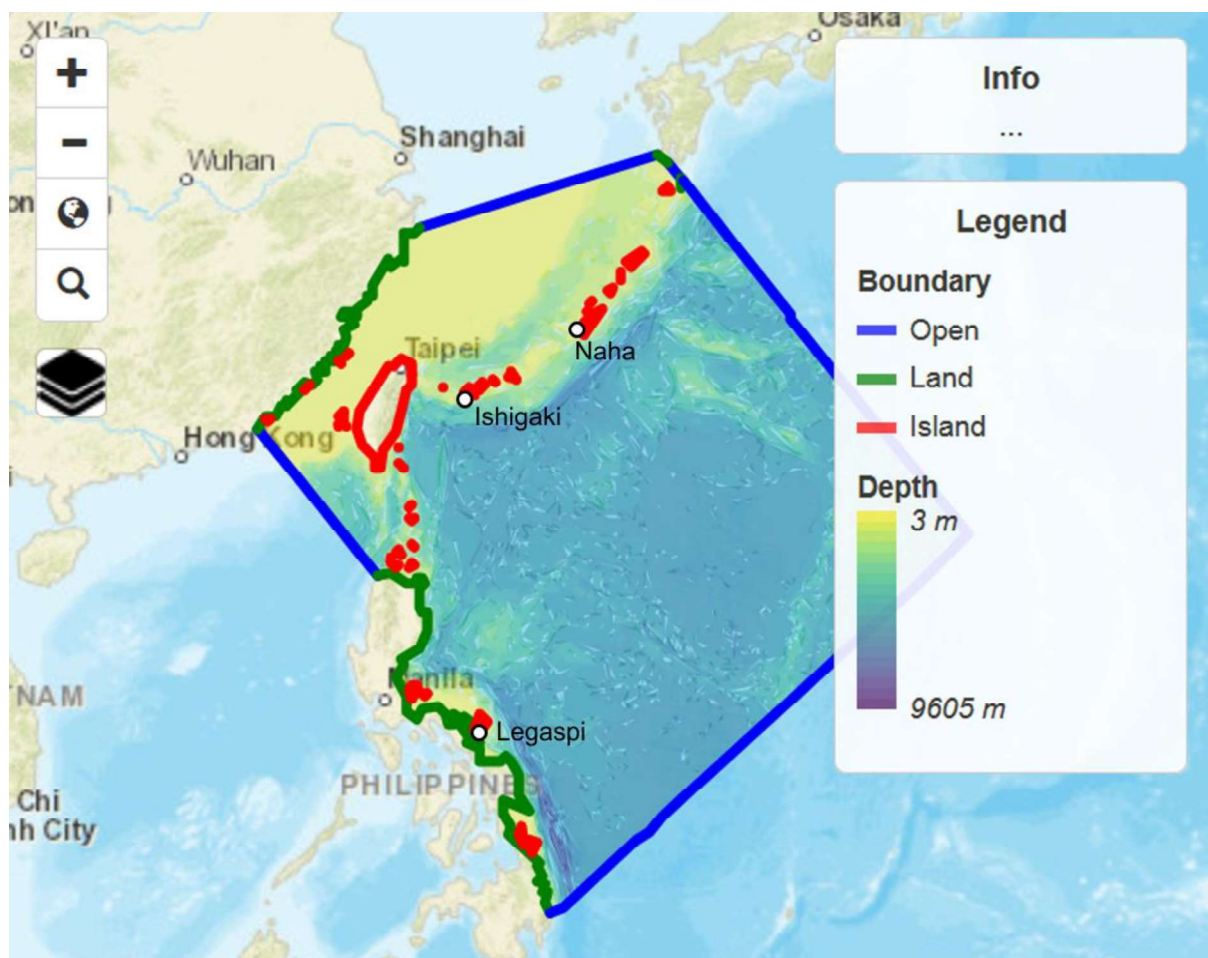 XI'an
Osaka
+
−
Info
...
Shanghai
Wuhan
Legend
Boundary
Open
Land
Island
Naha
Taipei
Ishigaki
Hong Kong
Depth
3 m
9605 m
Manila
TNAM
Legaspi
PHILIPPINES
Chi
nh City